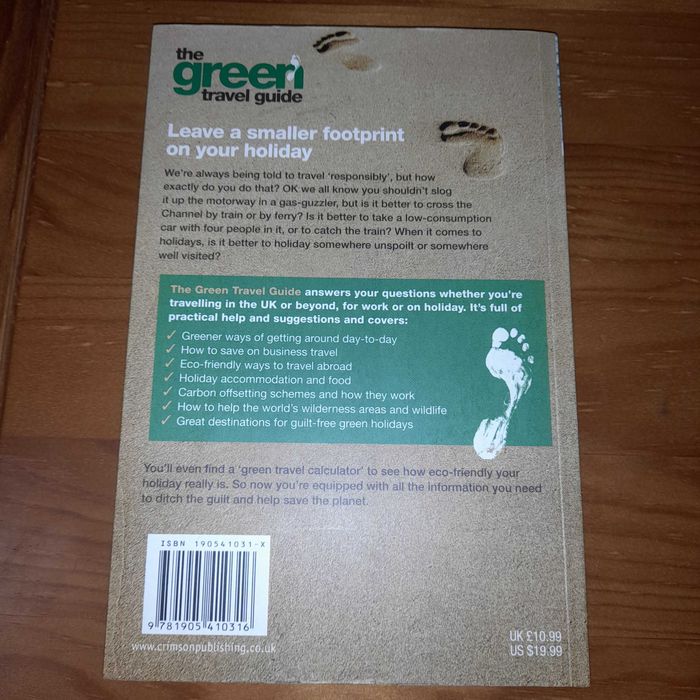 the
green
travel guide
Leave a smaller footprint
on your holiday
We're always being told to travel 'responsibly', but how
exactly do you do that? OK we all know you shouldn't slog
it up the motorway in a gas-guzzler, but is it better to cross the
Channel by train or by ferry? Is it better to take a low-consumption
car with four people in it, or to catch the train? When it comes to
holidays, is it better to holiday somewhere unspoilt or somewhere
well visited?
The Green Travel Guide answers your questions whether you're
travelling in the UK or beyond, for work or on holiday. It's full of
practical help and suggestions and covers:
✓ Greener ways of getting around day-to-day
✓ How to save on business travel
✓ Eco-friendly ways to travel abroad
✓ Holiday accommodation and food
✓ Carbon offsetting schemes and how they work
✓ How to help the world's wilderness areas and wildlife
✓ Great destinations for guilt-free green holidays
You'll even find a 'green travel calculator' to see how eco-friendly your
holiday really is. So now you're equipped with all the information you need
to ditch the guilt and help save the planet.
ISBN 190541031-X
9 781905 410316
www.crimsonpublishing.co.uk
UK £10.99
US $19.99